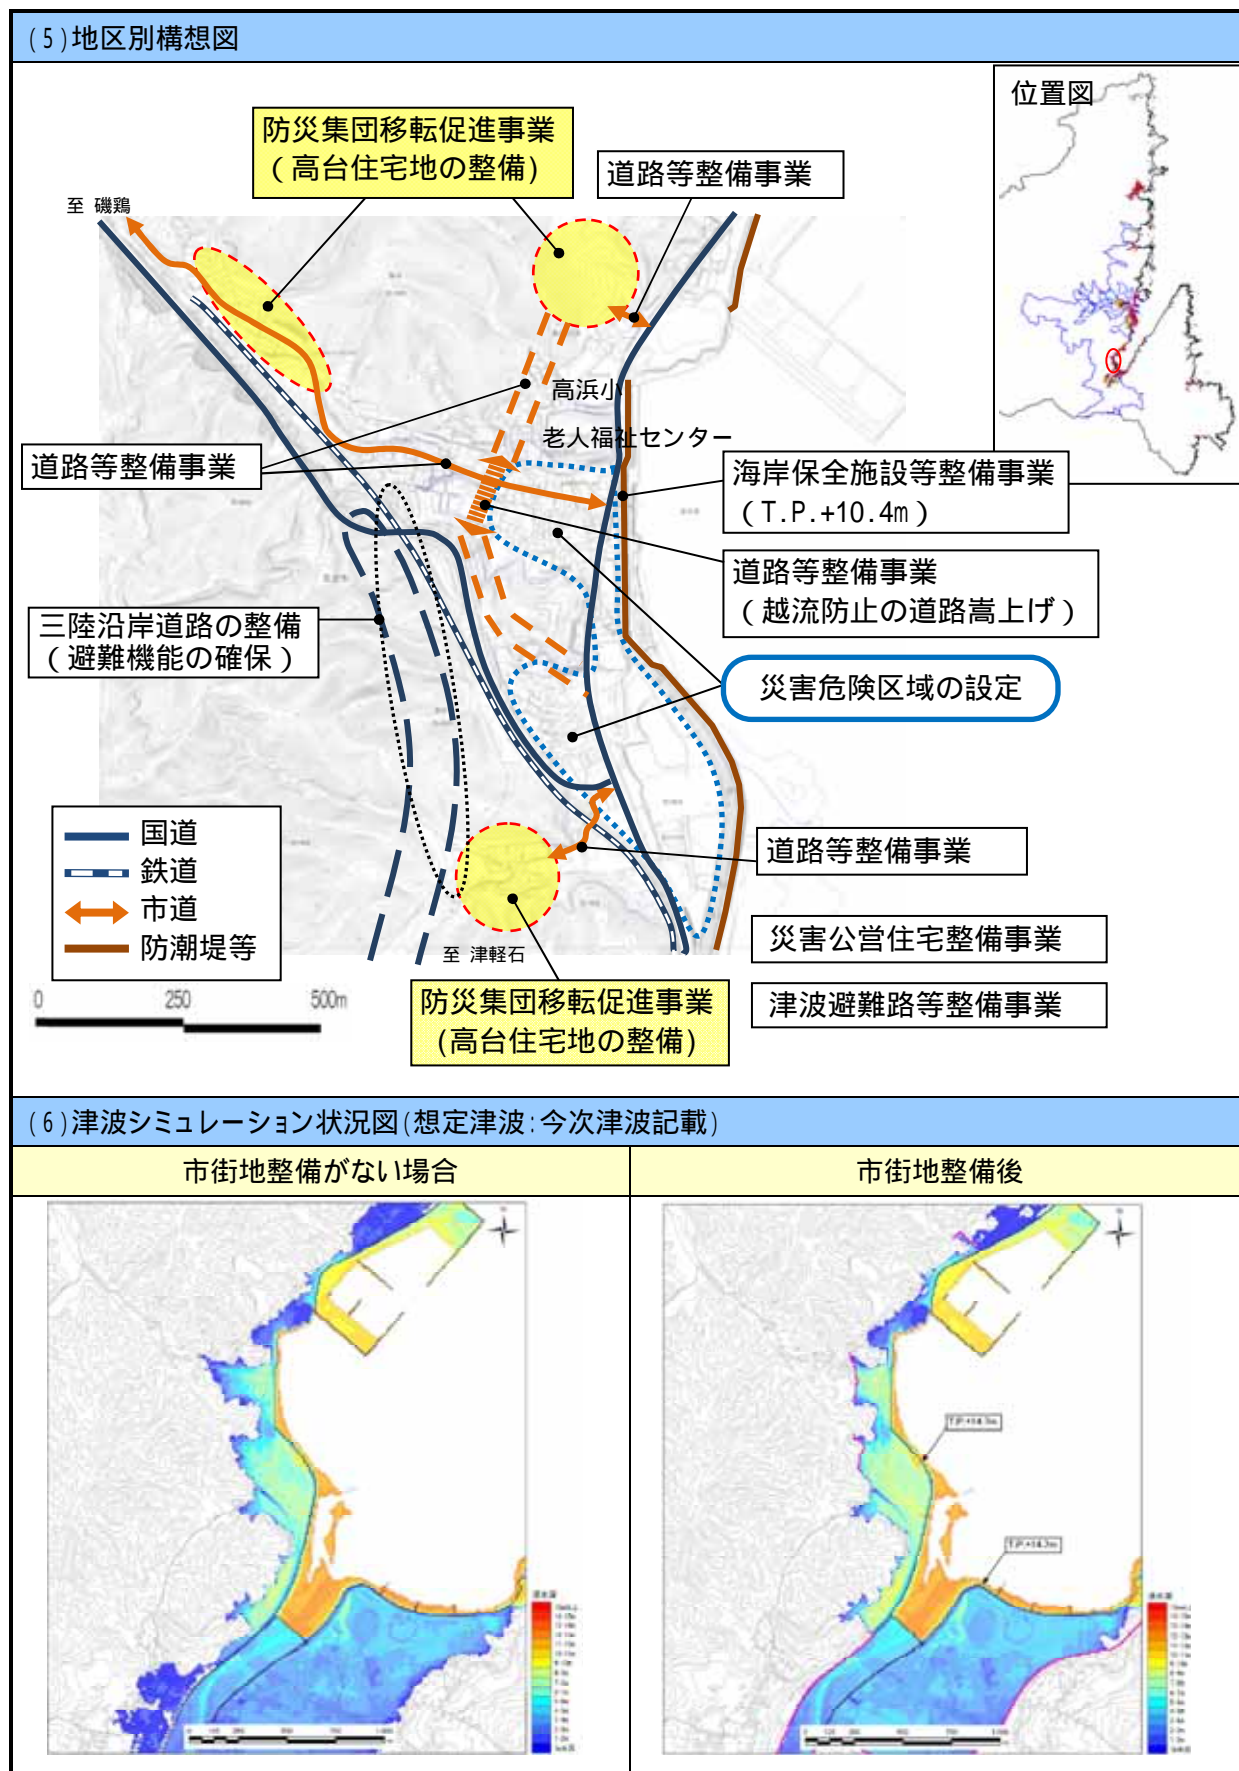 (5)地区別構想図
位置図
防災集団移転促進事業
(高台住宅地の整備)
道路等整備事業
至 磯鶏
高浜小
老人福祉センター
道路等整備事業
海岸保全施設等整備事業
(T.P.+10.4m)
道路等整備事業
(越流防止の道路嵩上げ)
三陸沿岸道路の整備
(避難機能の確保)
災害危険区域の設定
国道
鉄道
市道
防潮堤等
道路等整備事業
災害公営住宅整備事業
至 津軽石
0 250 500m
防災集団移転促進事業
(高台住宅地の整備)
津波避難路等整備事業
(6)津波シミュレーション状況図(想定津波:今次津波記載)
市街地整備がない場合
市街地整備後